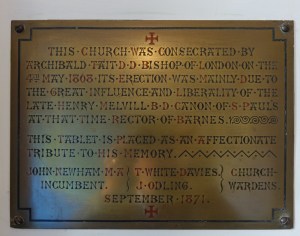 THIS CHURCH WAS CONSECRATED BY
ARCHIBALD TAIT D.D BISHOP OF LONDON ON THE
4TH MAY 1868 ITS ERECTION WAS MAINLY DUE TO
THE GREAT INFLUENCE AND LIBERALITY OF THE
LATE HENRY MELVILL B.D CANON OF S PAULS
AT THAT TIME RECTOR OF BARNES.
THIS TABLET IS PLACED AS AN AFFECTIONATE
TRIBUTE TO HIS MEMORY.
JOHN NEWHAM M A T WHITE DAVIES CHURCH
INCUMBENT. J. ODLING. WARDENS.
SEPTEMBER 1871.